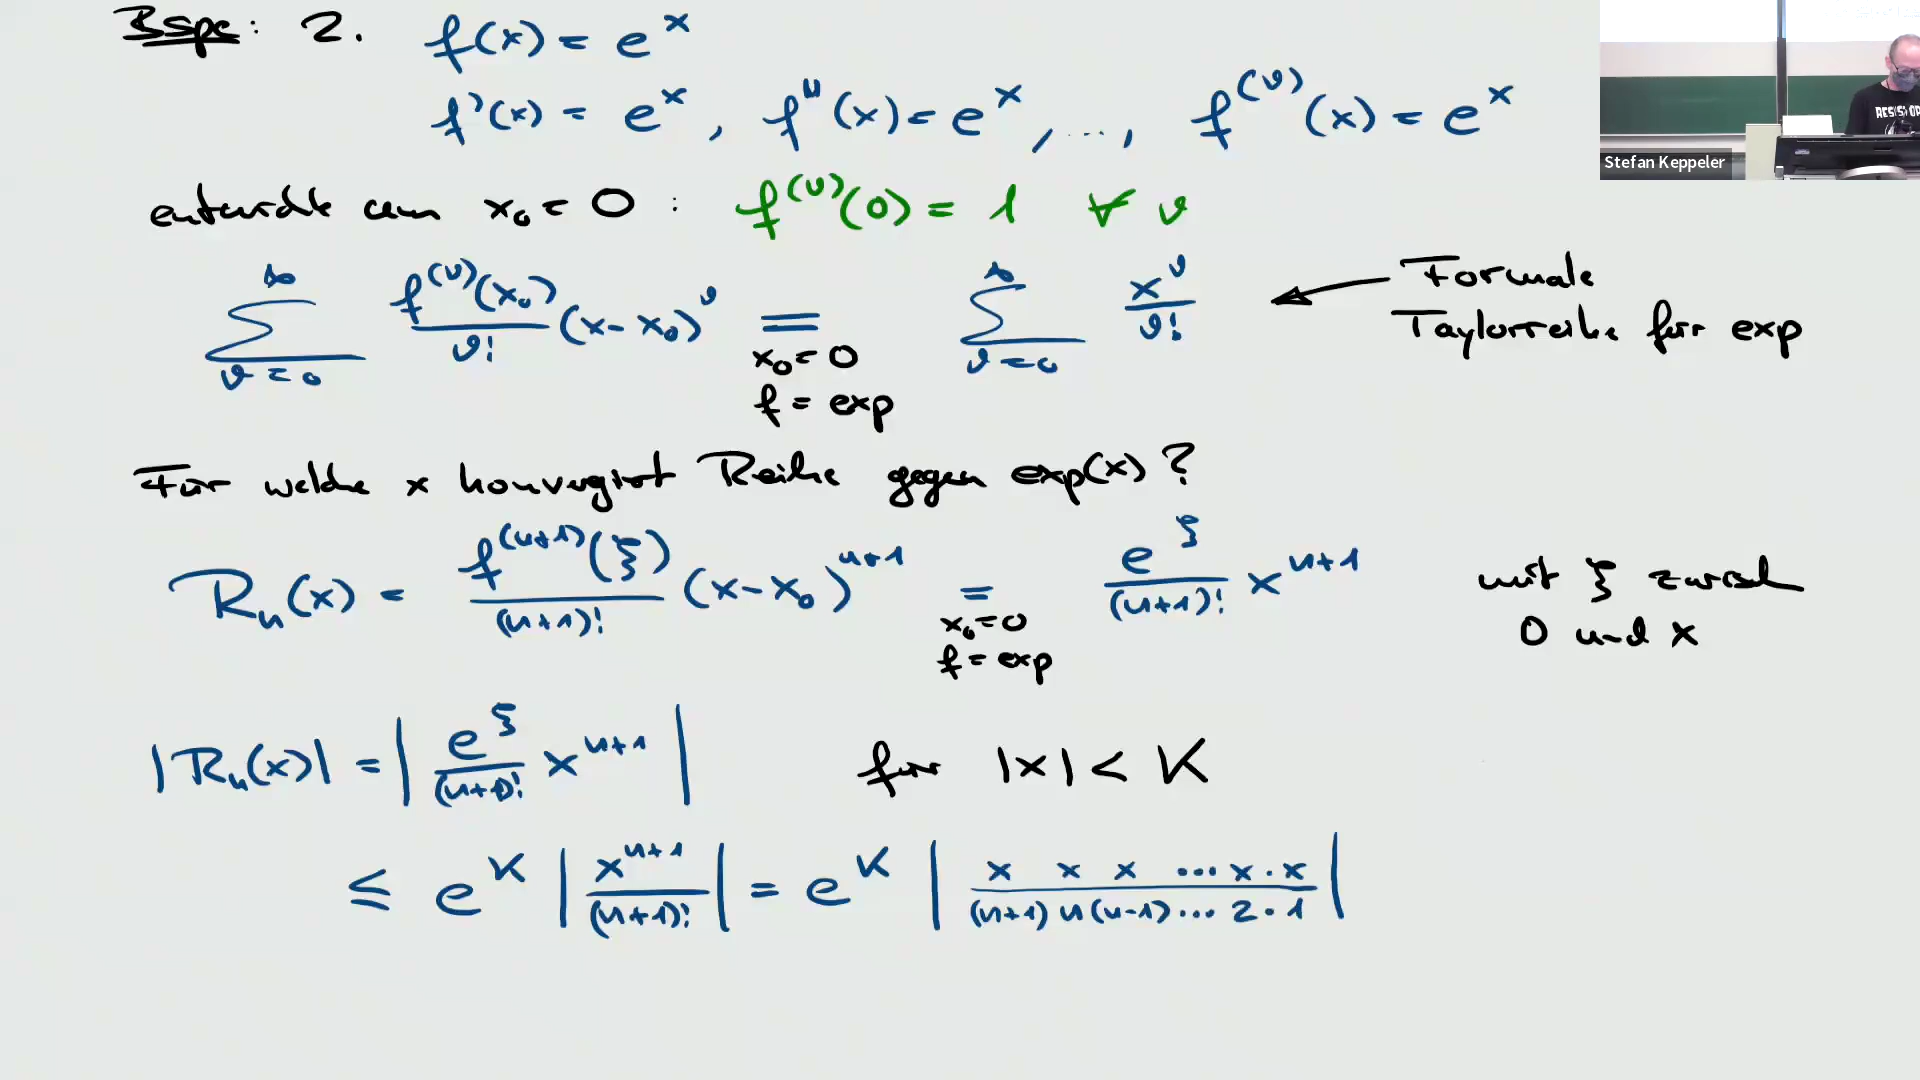 Bspe: 2. f(x) = e^x
f'(x) = e^x, f''(x) = e^x, ..., f^(ν)(x) = e^x
entwickle um x₀ = 0 : f^(ν)(0) = 1 ∀ ν
∑_{ν=0}^∞ f^(ν)(x₀)/ν! (x-x₀)^ν = ∑_{ν=0}^∞ x^ν/ν! ← Formale
Taylorreihe für exp
x₀ = 0
f = exp
Für welche x konvergiert Reihe gegen exp(x)?
R_n(x) = f^(n+1)(ξ)/(n+1)! (x-x₀)^{n+1} = e^ξ/(n+1)! x^{n+1} mit ξ zwisch
0 und x
x₀=0
f = exp
|R_n(x)| = | e^ξ/(n+1)! x^{n+1} | für |x| < K
≤ e^K | x^{n+1}/(n+1)! | = e^K | x x x ... x · x / (n+1) n (n-1) ... 2 · 1 |
Stefan Keppeler